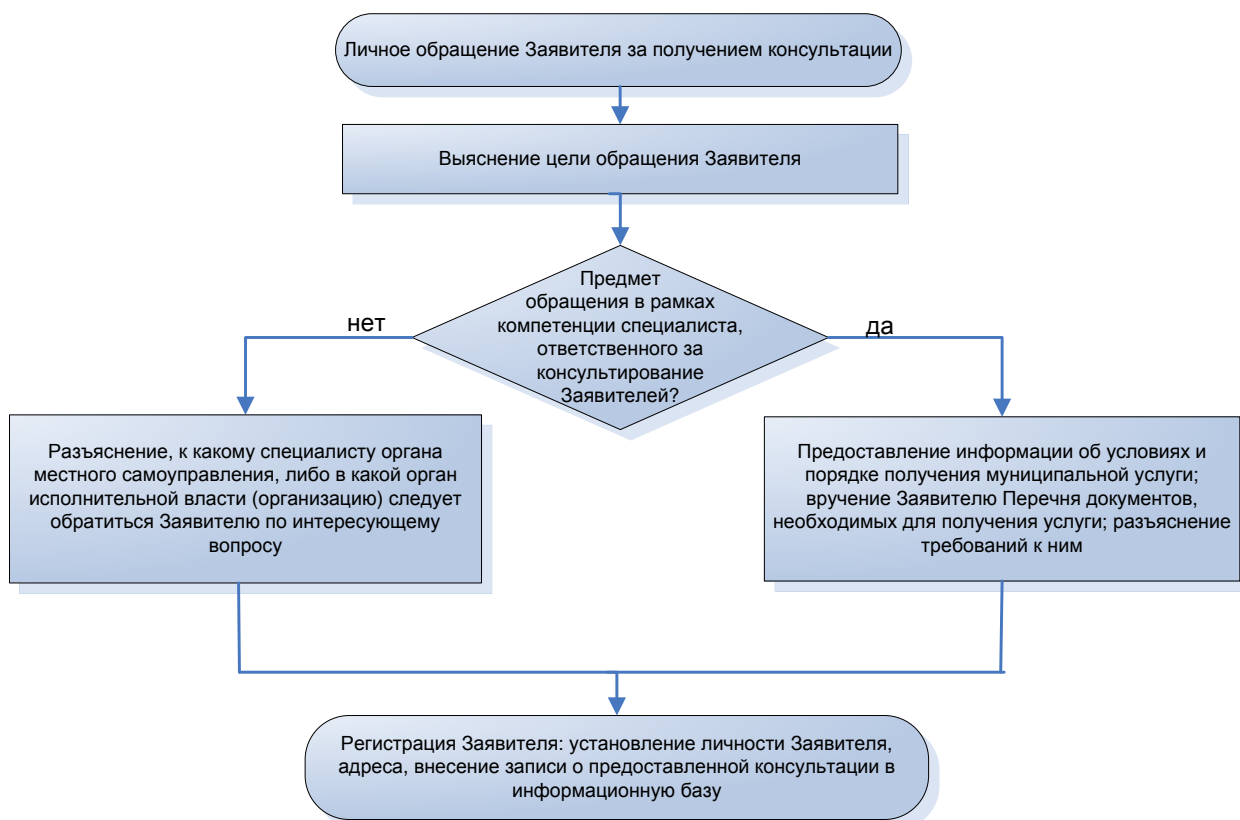 Личное обращение Заявителя за получением консультации
Выяснение цели обращения Заявителя
Предмет
обращения в рамках
компетенции специалиста,
ответственного за
консультирование
Заявителей?
нет
да
Разъяснение, к какому специалисту органа
местного самоуправления, либо в какой орган
исполнительной власти (организацию) следует
обратиться Заявителю по интересующему
вопросу
Предоставление информации об условиях и
порядке получения муниципальной услуги;
вручение Заявителю Перечня документов,
необходимых для получения услуги; разъяснение
требований к ним
Регистрация Заявителя: установление личности Заявителя,
адреса, внесение записи о предоставленной консультации в
информационную базу